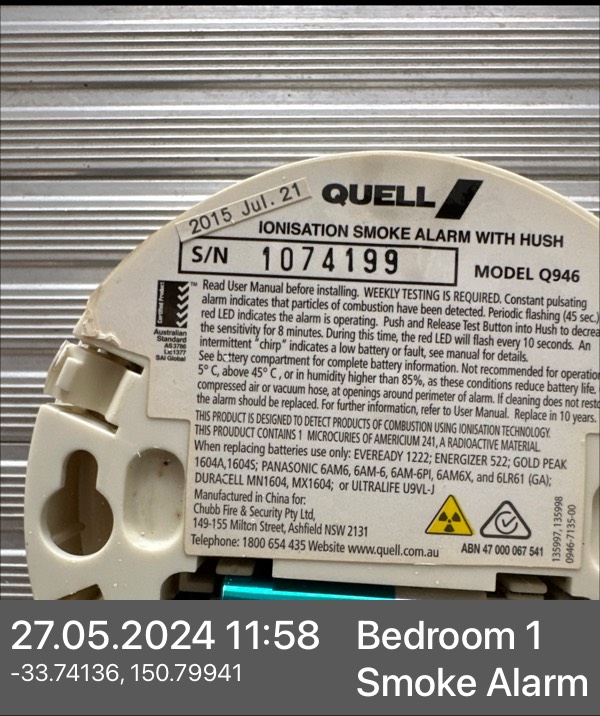 2015 Jul. 21
QUELL
IONISATION SMOKE ALARM WITH HUSH
S/N 1074199
MODEL Q946
Certified Product
™
Australian
Standard
AS3786
Lic1377
SAI Global
Read User Manual before installing. WEEKLY TESTING IS REQUIRED. Constant pulsating
alarm indicates that particles of combustion have been detected. Periodic flashing (45 sec.)
red LED indicates the alarm is operating. Push and Release Test Button into Hush to decrea
the sensitivity for 8 minutes. During this time, the red LED will flash every 10 seconds. An
intermittent "chirp" indicates a low battery or fault, see manual for details.
See battery compartment for complete battery information. Not recommended for operation
5° C, above 45° C, or in humidity higher than 85%, as these conditions reduce battery life.
compressed air or vacuum hose, at openings around perimeter of alarm. If cleaning does not resto
the alarm should be replaced. For further information, refer to User Manual. Replace in 10 years.
THIS PRODUCT IS DESIGNED TO DETECT PRODUCTS OF COMBUSTION USING IONISATION TECHNOLOGY.
THIS PRODUCT CONTAINS 1 MICROCURIES OF AMERICIUM 241, A RADIOACTIVE MATERIAL.
When replacing batteries use only: EVEREADY 1222; ENERGIZER 522; GOLD PEAK
1604A,1604S; PANASONIC 6AM6, 6AM-6, 6AM-6PI, 6AM6X, and 6LR61 (GA);
DURACELL MN1604, MX1604; or ULTRALIFE U9VL-J
Manufactured in China for:
Chubb Fire & Security Pty Ltd,
149-155 Milton Street, Ashfield NSW 2131
Telephone: 1800 654 435 Website www.quell.com.au
ABN 47 000 067 541
135997, 135998
0946-7135-00
27.05.2024 11:58
-33.74136, 150.79941
Bedroom 1
Smoke Alarm